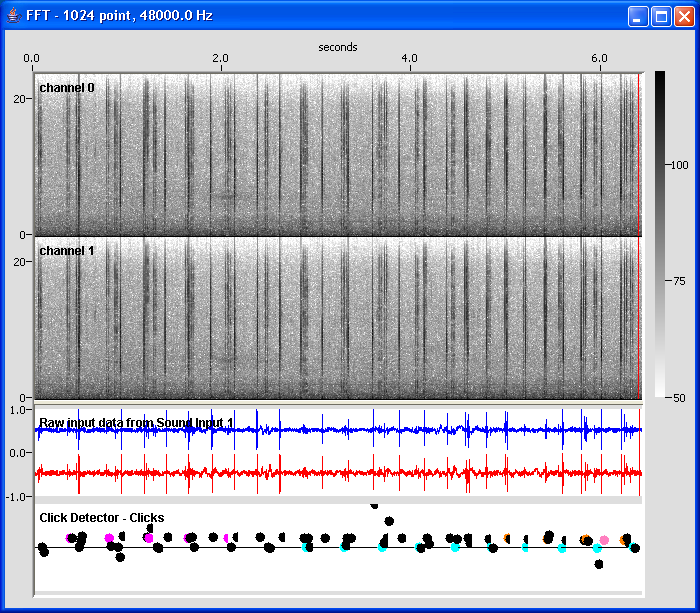 FFT - 1024 point, 48000.0 Hz
seconds
0.0 2.0 4.0 6.0
channel 0
20
0
channel 1
20
0
100
75
50
1.0
Raw input data from Sound Input 1
0.0
-1.0
Click Detector - Clicks